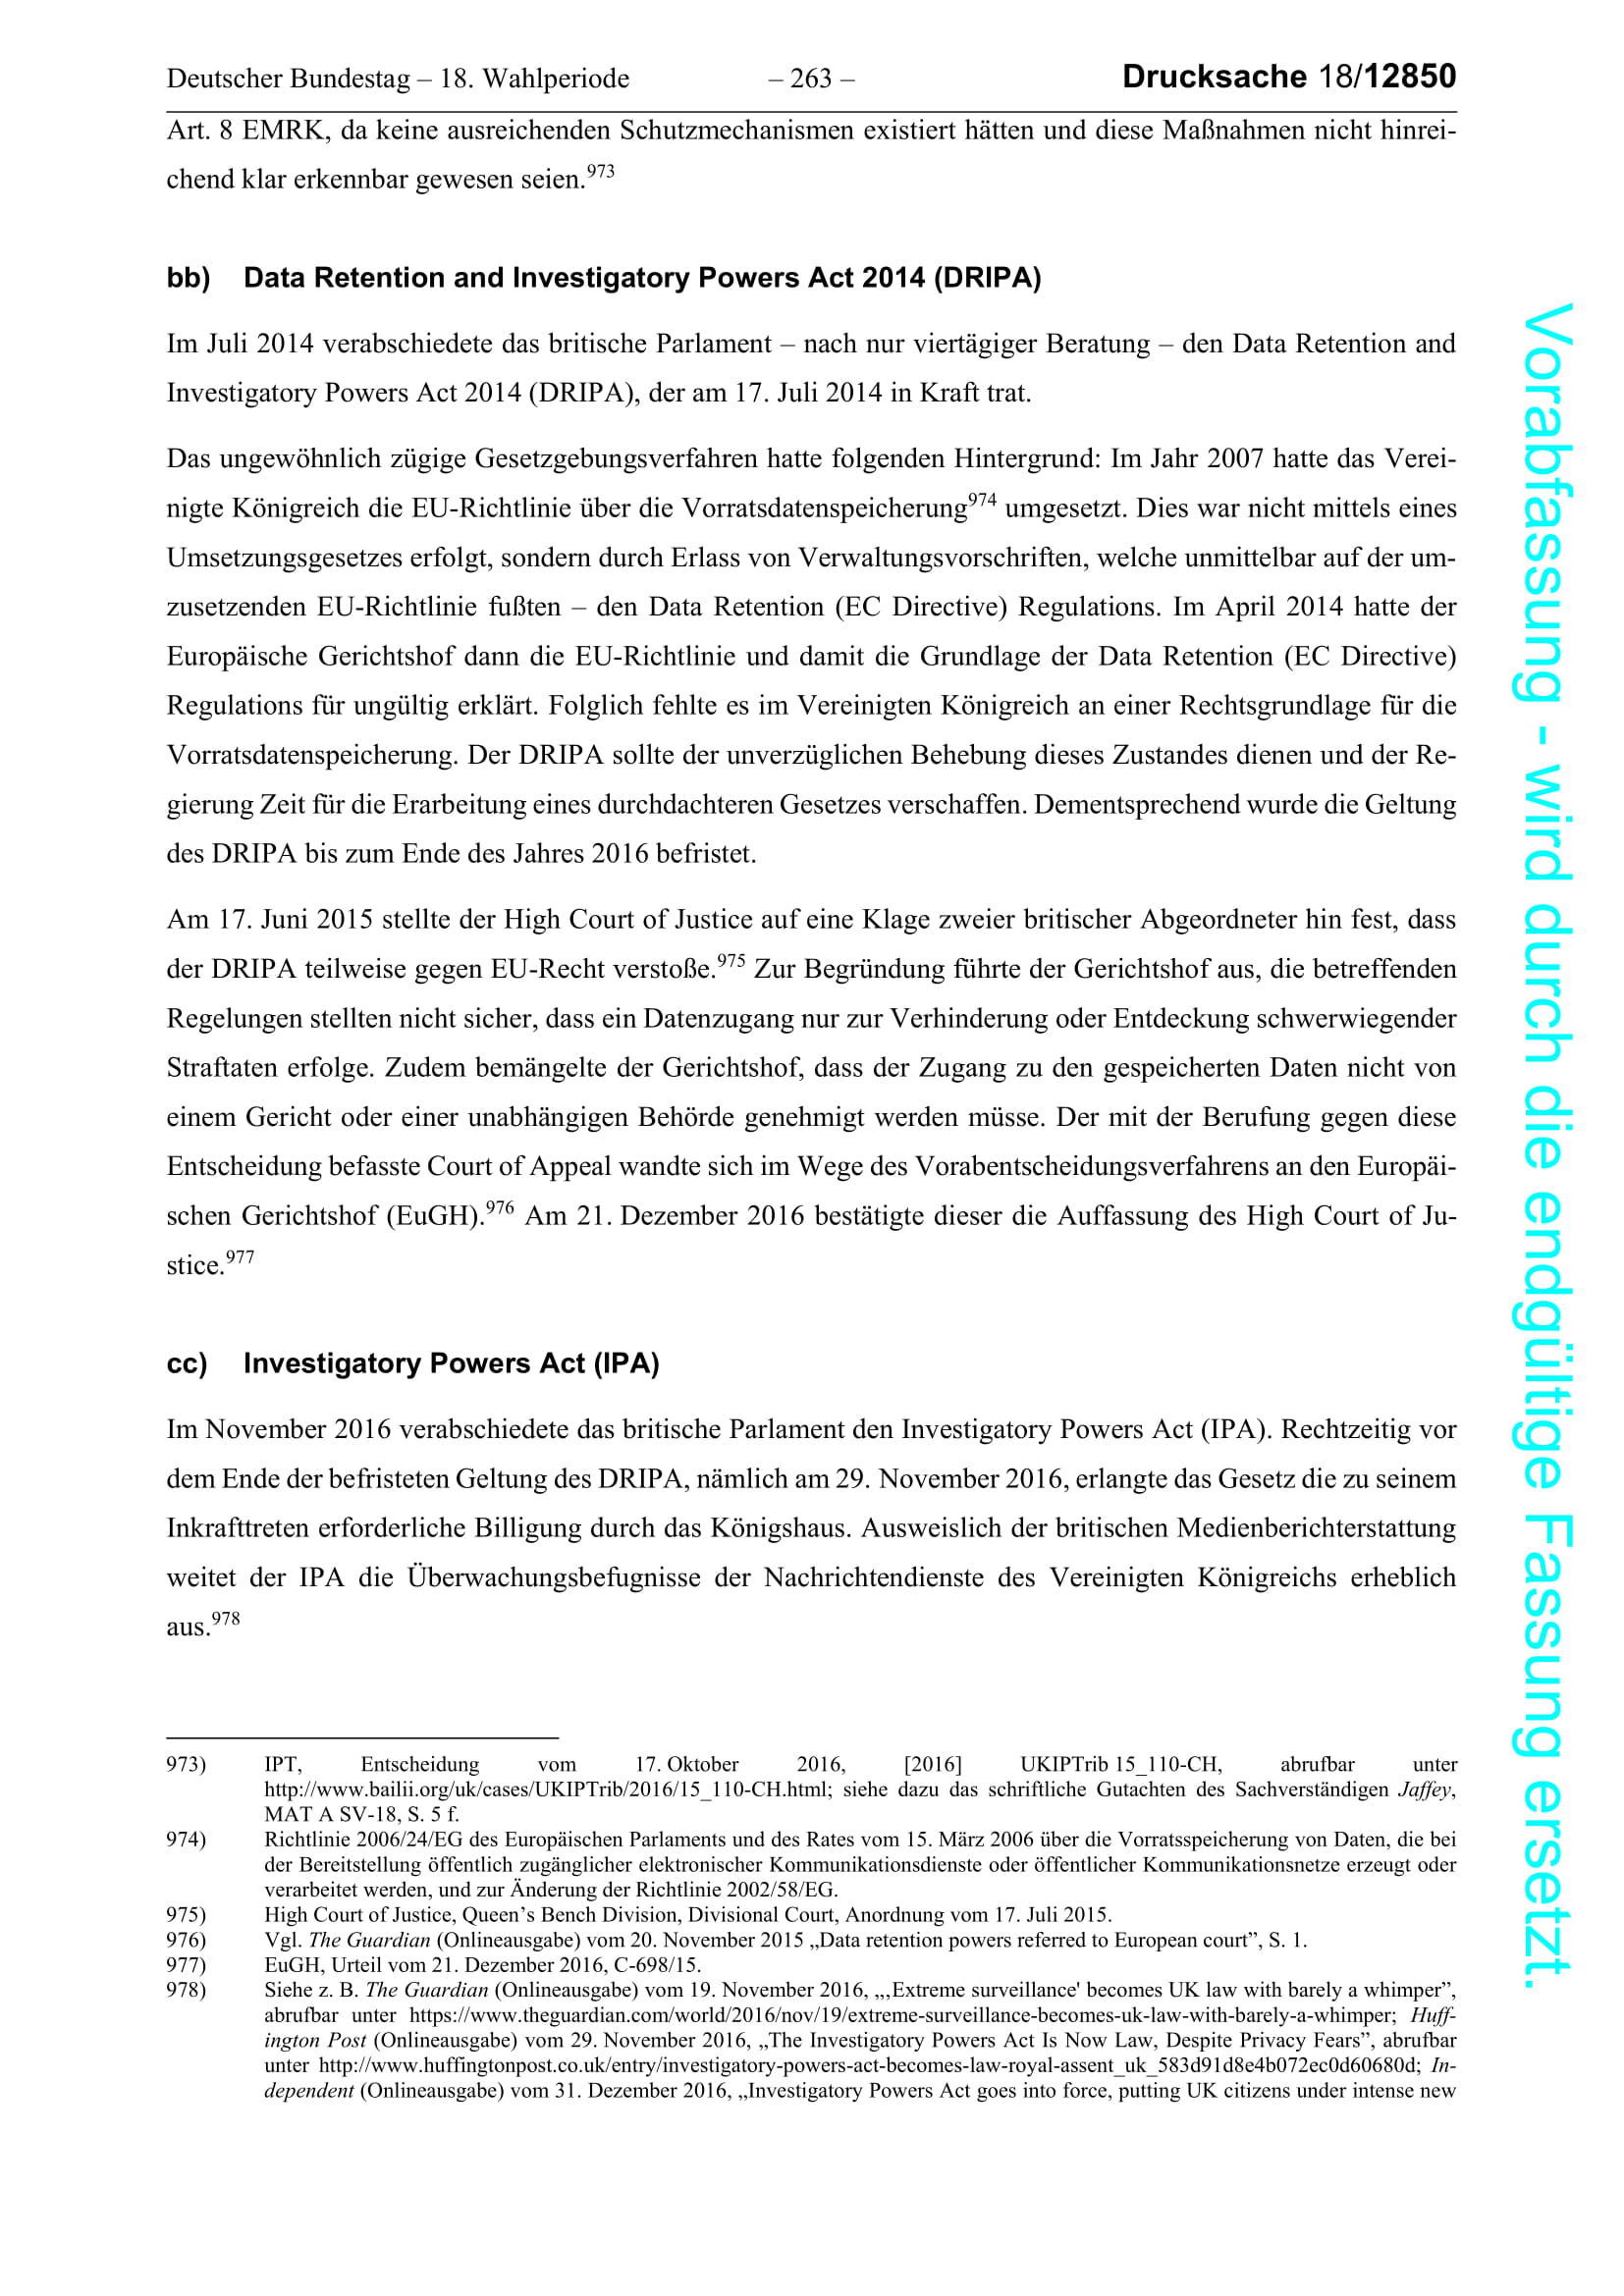 Deutscher Bundestag – 18. Wahlperiode – 263 – Drucksache 18/12850
Art. 8 EMRK, da keine ausreichenden Schutzmechanismen existiert hätten und diese Maßnahmen nicht hinrei-
chend klar erkennbar gewesen seien.973
bb) Data Retention and Investigatory Powers Act 2014 (DRIPA)
Im Juli 2014 verabschiedete das britische Parlament – nach nur viertägiger Beratung – den Data Retention and
Investigatory Powers Act 2014 (DRIPA), der am 17. Juli 2014 in Kraft trat.
Das ungewöhnlich zügige Gesetzgebungsverfahren hatte folgenden Hintergrund: Im Jahr 2007 hatte das Verei-
nigte Königreich die EU-Richtlinie über die Vorratsdatenspeicherung974 umgesetzt. Dies war nicht mittels eines
Umsetzungsgesetzes erfolgt, sondern durch Erlass von Verwaltungsvorschriften, welche unmittelbar auf der um-
zusetzenden EU-Richtlinie fußten – den Data Retention (EC Directive) Regulations. Im April 2014 hatte der
Europäische Gerichtshof dann die EU-Richtlinie und damit die Grundlage der Data Retention (EC Directive)
Regulations für ungültig erklärt. Folglich fehlte es im Vereinigten Königreich an einer Rechtsgrundlage für die
Vorratsdatenspeicherung. Der DRIPA sollte der unverzüglichen Behebung dieses Zustandes dienen und der Re-
gierung Zeit für die Erarbeitung eines durchdachteren Gesetzes verschaffen. Dementsprechend wurde die Geltung
des DRIPA bis zum Ende des Jahres 2016 befristet.
Am 17. Juni 2015 stellte der High Court of Justice auf eine Klage zweier britischer Abgeordneter hin fest, dass
der DRIPA teilweise gegen EU-Recht verstoße.975 Zur Begründung führte der Gerichtshof aus, die betreffenden
Regelungen stellten nicht sicher, dass ein Datenzugang nur zur Verhinderung oder Entdeckung schwerwiegender
Straftaten erfolge. Zudem bemängelte der Gerichtshof, dass der Zugang zu den gespeicherten Daten nicht von
einem Gericht oder einer unabhängigen Behörde genehmigt werden müsse. Der mit der Berufung gegen diese
Entscheidung befasste Court of Appeal wandte sich im Wege des Vorabentscheidungsverfahrens an den Europäi-
schen Gerichtshof (EuGH).976 Am 21. Dezember 2016 bestätigte dieser die Auffassung des High Court of Ju-
stice.977
cc) Investigatory Powers Act (IPA)
Im November 2016 verabschiedete das britische Parlament den Investigatory Powers Act (IPA). Rechtzeitig vor
dem Ende der befristeten Geltung des DRIPA, nämlich am 29. November 2016, erlangte das Gesetz die zu seinem
Inkrafttreten erforderliche Billigung durch das Königshaus. Ausweislich der britischen Medienberichterstattung
weitet der IPA die Überwachungsbefugnisse der Nachrichtendienste des Vereinigten Königreichs erheblich
aus.978
973) IPT, Entscheidung vom 17. Oktober 2016, [2016] UKIPTrib 15_110-CH, abrufbar unter
http://www.bailii.org/uk/cases/UKIPTrib/2016/15_110-CH.html; siehe dazu das schriftliche Gutachten des Sachverständigen Jaffey,
MAT A SV-18, S. 5 f.
974) Richtlinie 2006/24/EG des Europäischen Parlaments und des Rates vom 15. März 2006 über die Vorratsspeicherung von Daten, die bei
der Bereitstellung öffentlich zugänglicher elektronischer Kommunikationsdienste oder öffentlicher Kommunikationsnetze erzeugt oder
verarbeitet werden, und zur Änderung der Richtlinie 2002/58/EG.
975) High Court of Justice, Queen’s Bench Division, Divisional Court, Anordnung vom 17. Juli 2015.
976) Vgl. The Guardian (Onlineausgabe) vom 20. November 2015 „Data retention powers referred to European court”, S. 1.
977) EuGH, Urteil vom 21. Dezember 2016, C-698/15.
978) Siehe z. B. The Guardian (Onlineausgabe) vom 19. November 2016, „‚Extreme surveillance' becomes UK law with barely a whimper”,
abrufbar unter https://www.theguardian.com/world/2016/nov/19/extreme-surveillance-becomes-uk-law-with-barely-a-whimper; Huff-
ington Post (Onlineausgabe) vom 29. November 2016, „The Investigatory Powers Act Is Now Law, Despite Privacy Fears”, abrufbar
unter http://www.huffingtonpost.co.uk/entry/investigatory-powers-act-becomes-law-royal-assent_uk_583d91d8e4b072ec0d60680d; In-
dependent (Onlineausgabe) vom 31. Dezember 2016, „Investigatory Powers Act goes into force, putting UK citizens under intense new
Vorabfassung - wird durch die endgültige Fassung ersetzt.